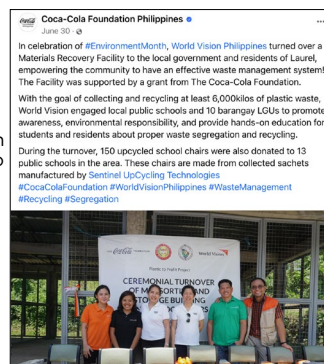 Coca-Cola Foundation Philippines
June 30
In celebration of #EnvironmentMonth, World Vision Philippines turned over a
Materials Recovery Facility to the local government and residents of Laurel,
empowering the community to have an effective waste management system!
The Facility was supported by a grant from The Coca-Cola Foundation.
With the goal of collecting and recycling at least 6,000kilos of plastic waste,
World Vision engaged local public schools and 10 barangay LGUs to promote
awareness, environmental responsibility, and provide hands-on education for
students and residents about proper waste segregation and recycling.
During the turnover, 150 upcycled school chairs were also donated to 13
public schools in the area. These chairs are made from collected sachets
manufactured by Sentinel UpCycling Technologies
#CocaColaFoundation #WorldVisionPhilippines #WasteManagement
#Recycling #Segregation
World Vision
CEREMONIAL TURNOVER